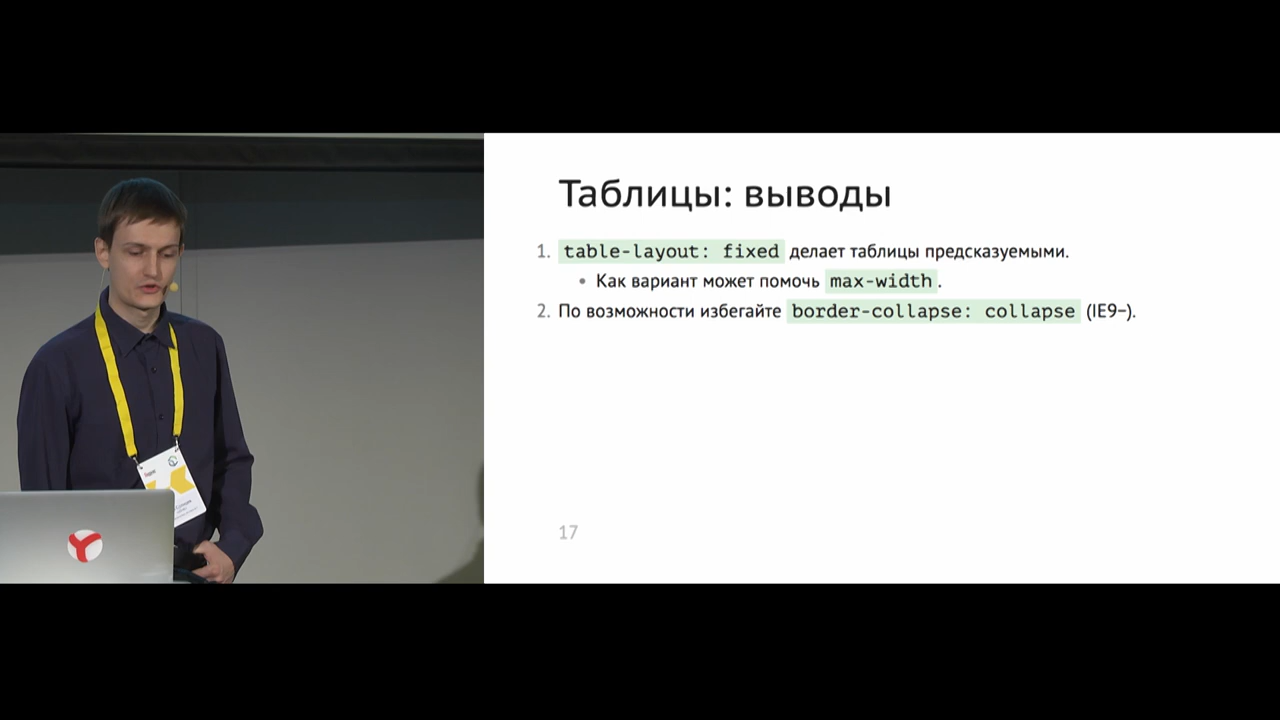 Таблицы: выводы
1. table-layout: fixed делает таблицы предсказуемыми.
• Как вариант может помочь max-width.
2. По возможности избегайте border-collapse: collapse (IE9–).
17